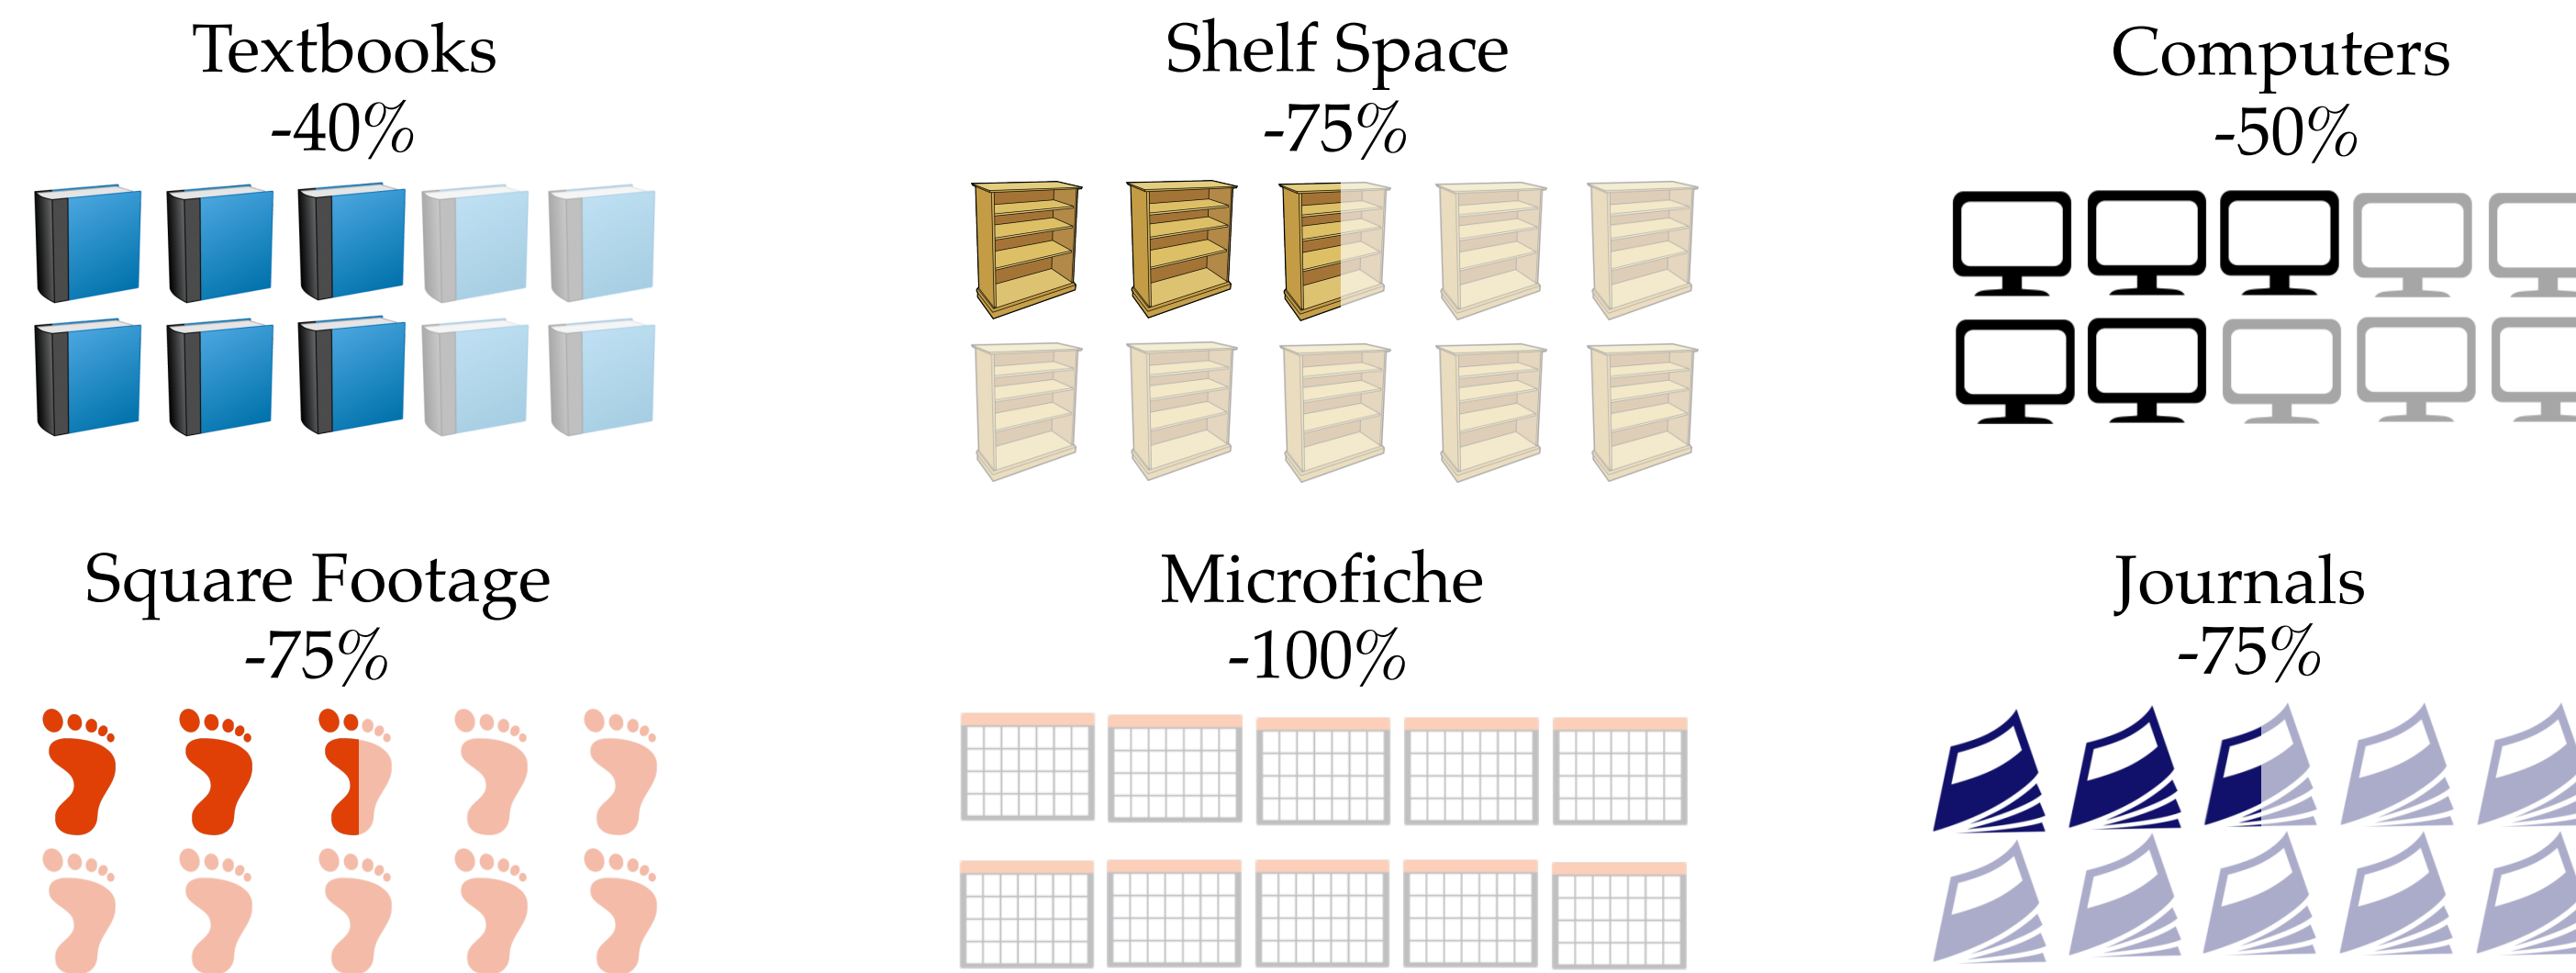 Textbooks
-40%
Shelf Space
-75%
Computers
-50%
Square Footage
-75%
Microfiche
-100%
Journals
-75%